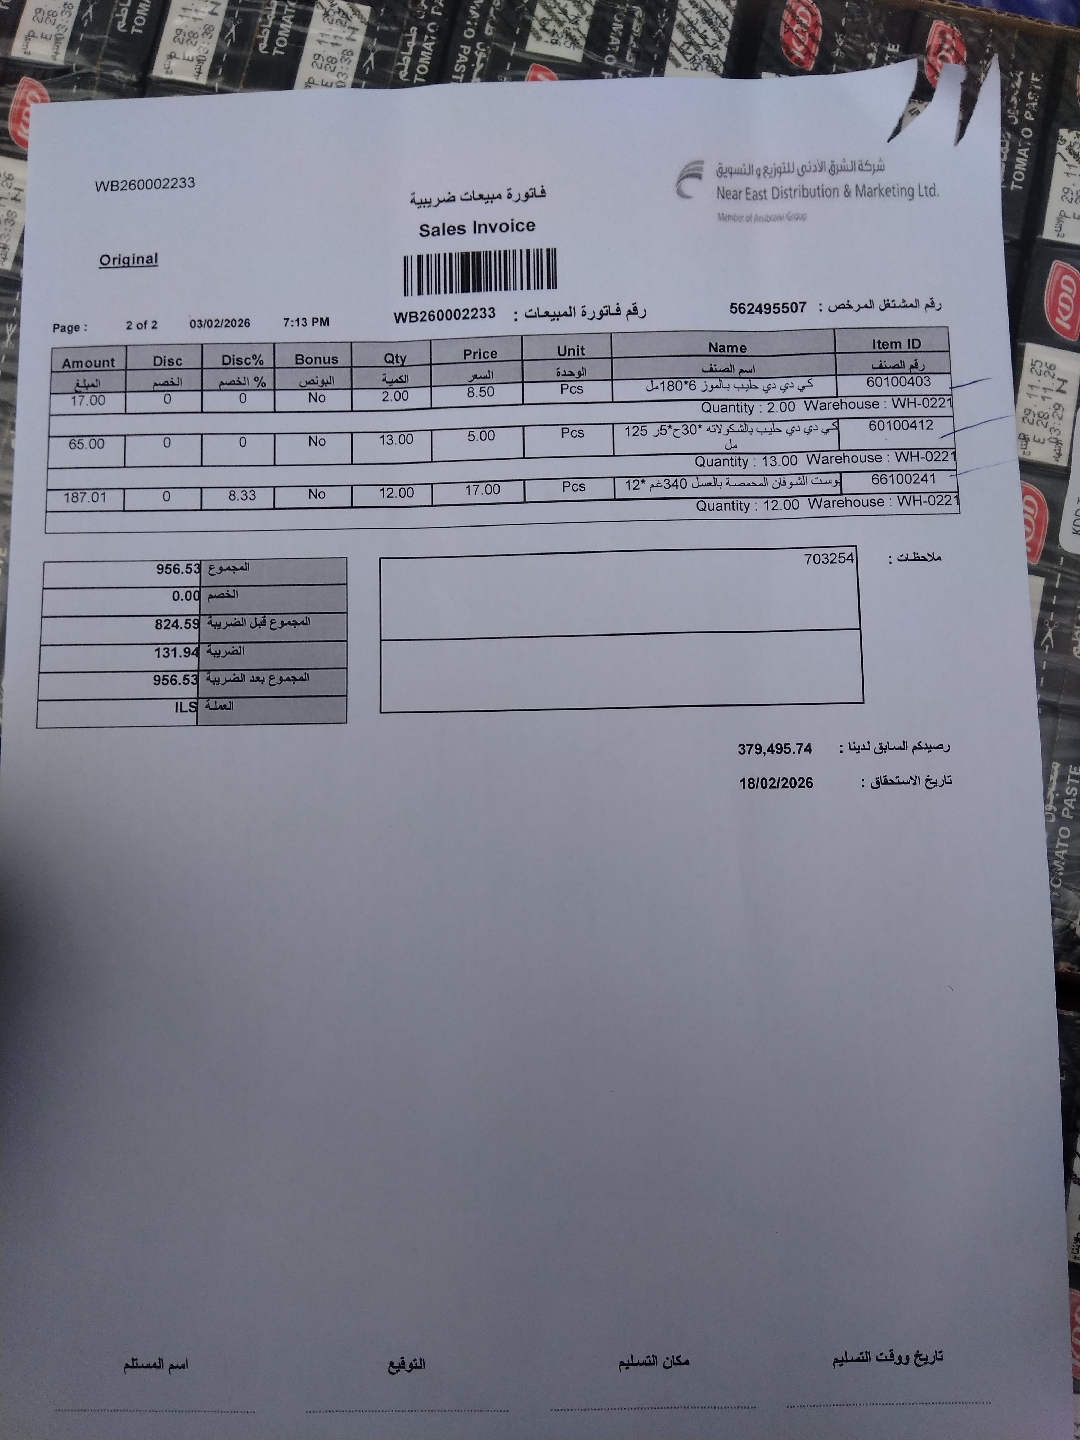 WB260002233
شركة الشرق الأدنى للتوزيع و التسويق
Near East Distribution & Marketing Ltd.
Member of Anabtawi Group
فاتورة مبيعات ضريبية
Sales Invoice
Original
رقم المشتغل المرخص : 562495507
رقم فاتورة المبيعات : WB260002233
Page : 2 of 2 03/02/2026 7:13 PM
Amount Disc Disc% Bonus Qty Price Unit Name Item ID
المبلغ الخصم الخصم % البونص الكمية السعر الوحدة اسم الصنف رقم الصنف
17.00 0 0 No 2.00 8.50 Pcs كي دي دي حليب بالموز 6*180مل 60100403
Quantity : 2.00 Warehouse : WH-0221
65.00 0 0 No 13.00 5.00 Pcs كي دي دي حليب بالشكولاته *30ح*5ر 125 مل 60100412
Quantity : 13.00 Warehouse : WH-0221
187.01 0 8.33 No 12.00 17.00 Pcs بوست الشوفان المحمصة بالعسل 340غم *12 66100241
Quantity : 12.00 Warehouse : WH-0221
956.53 المجموع
0.00 الخصم
824.59 المجموع قبل الضريبة
131.94 الضريبة
956.53 المجموع بعد الضريبة
ILS العملة
ملاحظات : 703254
رصيدكم السابق لدينا : 379,495.74
تاريخ الاستحقاق : 18/02/2026
تاريخ ووقت التسليم مكان التسليم التوقيع اسم المستلم
KDD
TOMATO PASTE